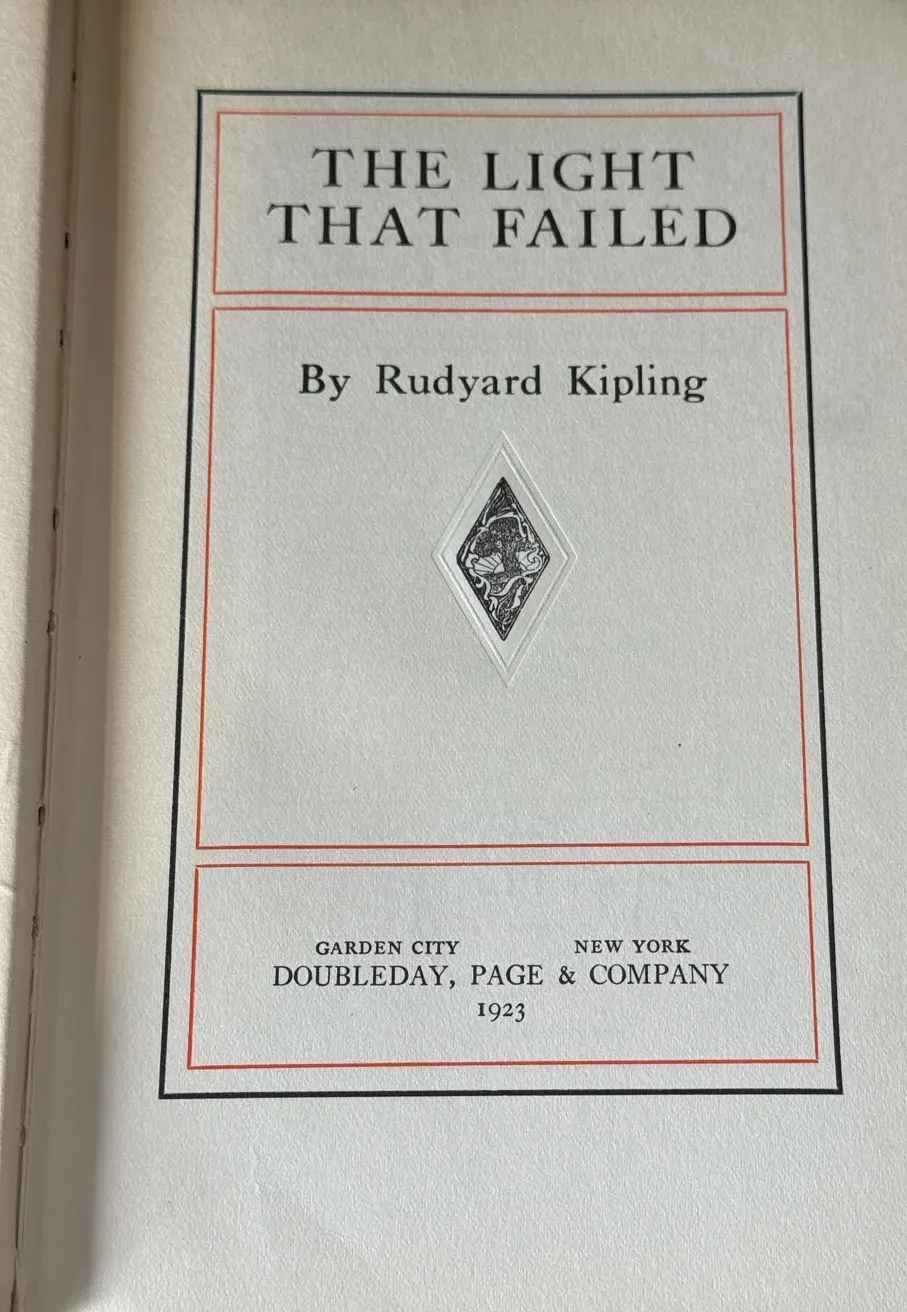 THE LIGHT
THAT FAILED
By Rudyard Kipling
GARDEN CITY NEW YORK
DOUBLEDAY, PAGE & COMPANY
1923